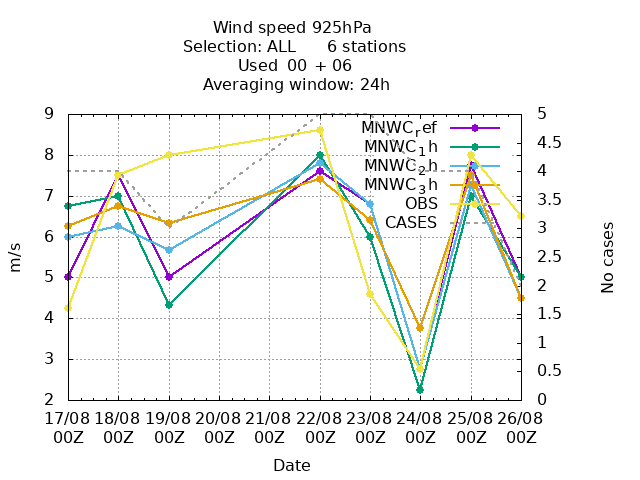 Wind speed 925hPa
Selection: ALL      6 stations
Used  00 + 06
Averaging window: 24h
9
8
7
6
5
4
3
2
m/s
5
4.5
4
3.5
3
2.5
2
1.5
1
0.5
0
No cases
MNWC_ref
MNWC_1h
MNWC_2h
MNWC_3h
OBS
CASES
17/08 18/08 19/08 20/08 21/08 22/08 23/08 24/08 25/08 26/08
00Z 00Z 00Z 00Z 00Z 00Z 00Z 00Z 00Z 00Z
Date